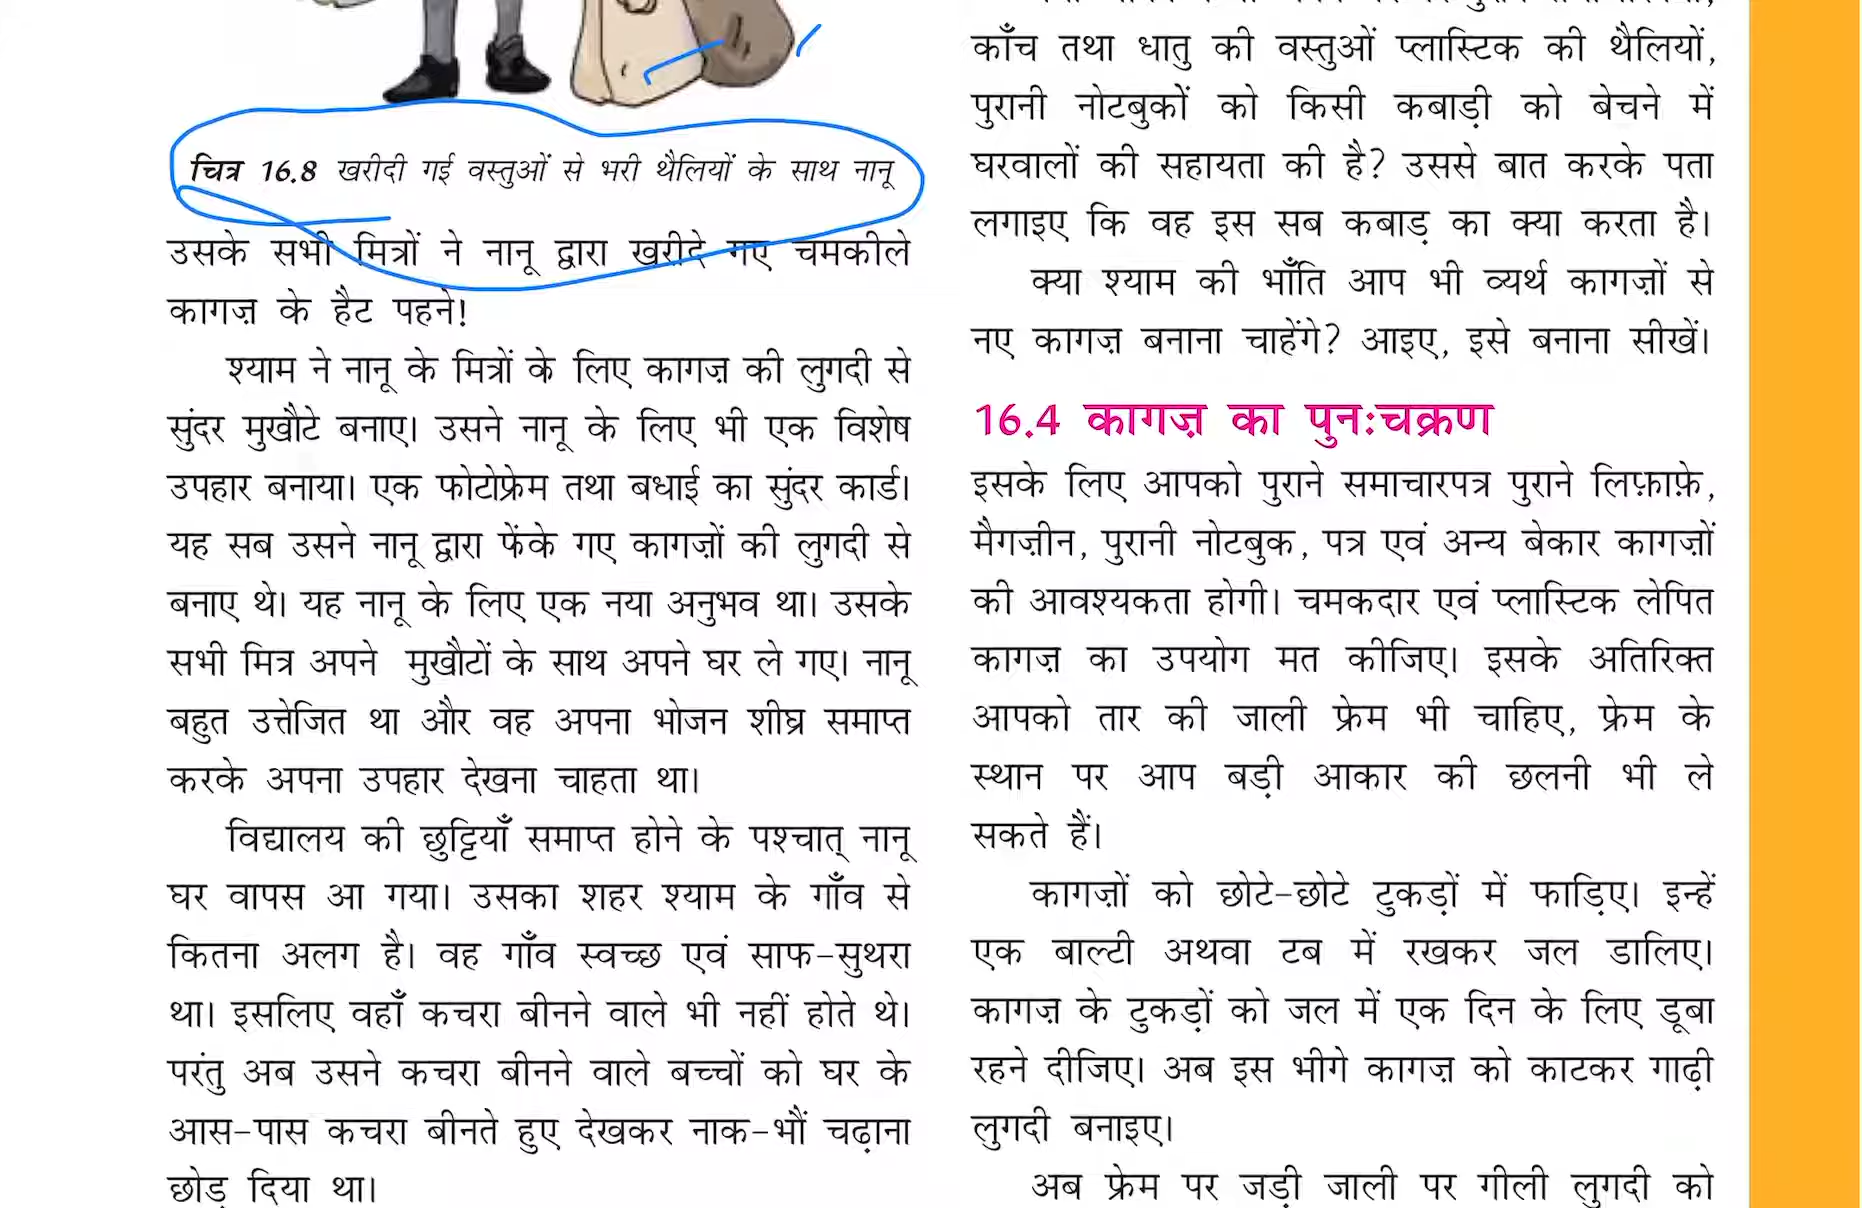 चित्र 16.8 खरीदी गई वस्तुओं से भरी थैलियों के साथ नानू
उसके सभी मित्रों ने नानू द्वारा खरीदे गए चमकीले
कागज़ के हैट पहने!
श्याम ने नानू के मित्रों के लिए कागज़ की लुगदी से
सुंदर मुखौटे बनाए। उसने नानू के लिए भी एक विशेष
उपहार बनाया। एक फोटोफ्रेम तथा बधाई का सुंदर कार्ड।
यह सब उसने नानू द्वारा फेंके गए कागज़ों की लुगदी से
बनाए थे। यह नानू के लिए एक नया अनुभव था। उसके
सभी मित्र अपने मुखौटों के साथ अपने घर ले गए। नानू
बहुत उत्तेजित था और वह अपना भोजन शीघ्र समाप्त
करके अपना उपहार देखना चाहता था।
विद्यालय की छुट्टियाँ समाप्त होने के पश्चात् नानू
घर वापस आ गया। उसका शहर श्याम के गाँव से
कितना अलग है। वह गाँव स्वच्छ एवं साफ-सुथरा
था। इसलिए वहाँ कचरा बीनने वाले भी नहीं होते थे।
परंतु अब उसने कचरा बीनने वाले बच्चों को घर के
आस-पास कचरा बीनते हुए देखकर नाक-भौं चढ़ाना
छोड़ दिया था।
काँच तथा धातु की वस्तुओं प्लास्टिक की थैलियों,
पुरानी नोटबुकों को किसी कबाड़ी को बेचने में
घरवालों की सहायता की है? उससे बात करके पता
लगाइए कि वह इस सब कबाड़ का क्या करता है।
क्या श्याम की भाँति आप भी व्यर्थ कागज़ों से
नए कागज़ बनाना चाहेंगे? आइए, इसे बनाना सीखें।
16.4 कागज़ का पुनःचक्रण
इसके लिए आपको पुराने समाचारपत्र पुराने लिफ़ाफ़े,
मैगज़ीन, पुरानी नोटबुक, पत्र एवं अन्य बेकार कागज़ों
की आवश्यकता होगी। चमकदार एवं प्लास्टिक लेपित
कागज़ का उपयोग मत कीजिए। इसके अतिरिक्त
आपको तार की जाली फ्रेम भी चाहिए, फ्रेम के
स्थान पर आप बड़ी आकार की छलनी भी ले
सकते हैं।
कागज़ों को छोटे-छोटे टुकड़ों में फाड़िए। इन्हें
एक बाल्टी अथवा टब में रखकर जल डालिए।
कागज़ के टुकड़ों को जल में एक दिन के लिए डूबा
रहने दीजिए। अब इस भीगे कागज़ को काटकर गाढ़ी
लुगदी बनाइए।
अब फ्रेम पर जड़ी जाली पर गीली लुगदी को